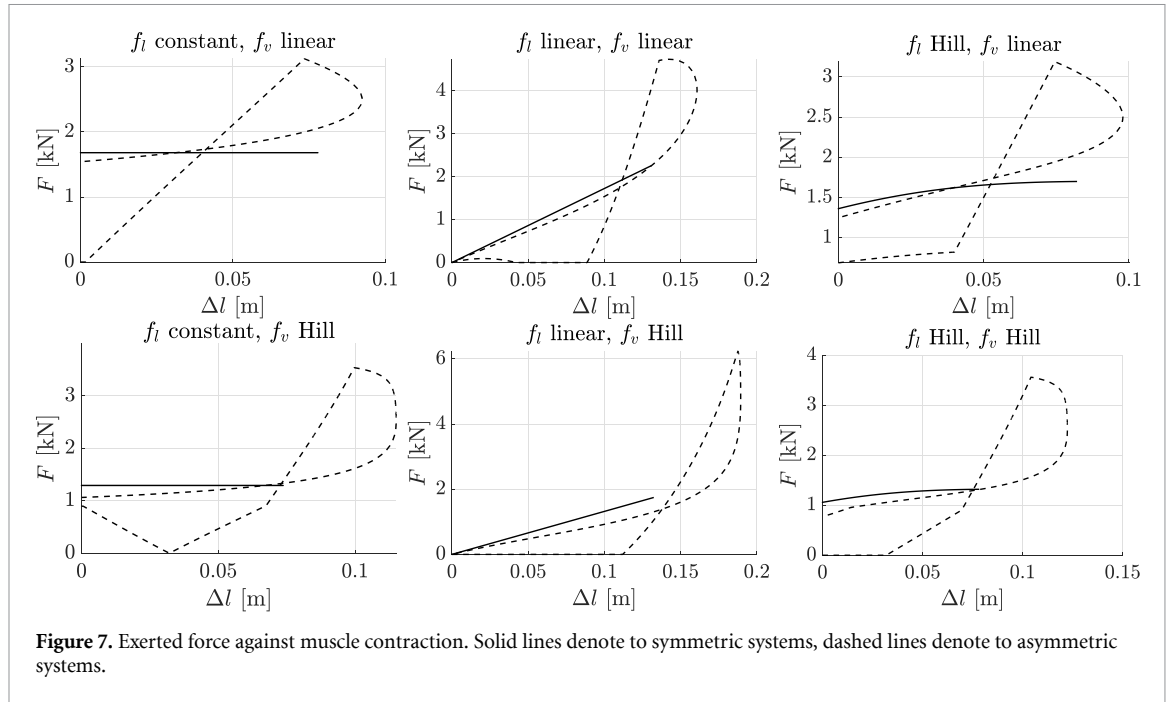 f_l constant, f_v linear
f_l linear, f_v linear
f_l Hill, f_v linear
3
2
1
0
F [kN]
0
0.05
0.1
Δl [m]
4
3
2
1
0
F [kN]
0
0.05
0.1
0.15
0.2
Δl [m]
3
2.5
2
1.5
1
F [kN]
0
0.05
0.1
Δl [m]
f_l constant, f_v Hill
f_l linear, f_v Hill
f_l Hill, f_v Hill
3
2
1
0
F [kN]
0
0.05
0.1
Δl [m]
6
4
2
0
F [kN]
0
0.05
0.1
0.15
0.2
Δl [m]
4
3
2
1
0
F [kN]
0
0.05
0.1
0.15
Δl [m]
Figure 7. Exerted force against muscle contraction. Solid lines denote to symmetric systems, dashed lines denote to asymmetric
systems.